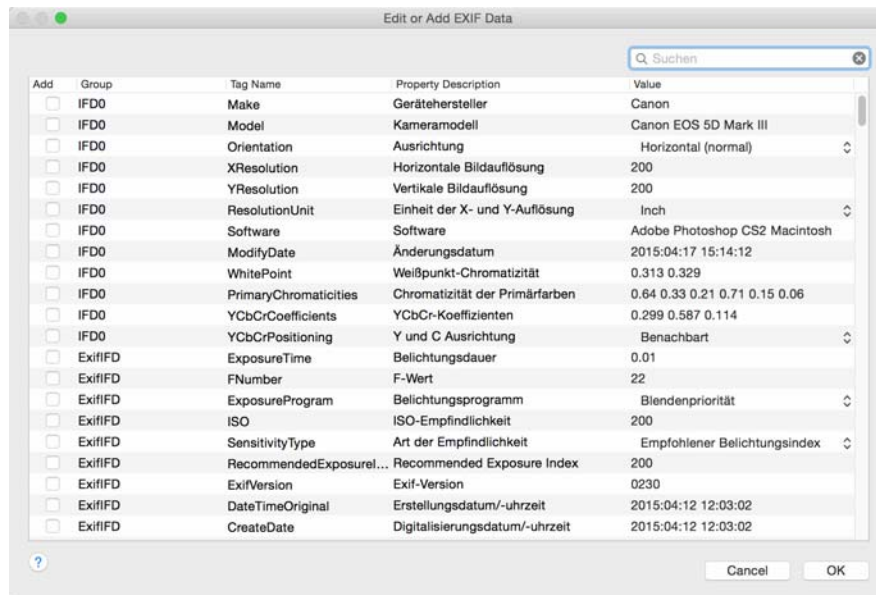 Edit or Add EXIF Data
Suchen
Add Group Tag Name Property Description Value
IFD0 Make Gerätehersteller Canon
IFD0 Model Kameramodell Canon EOS 5D Mark III
IFD0 Orientation Ausrichtung Horizontal (normal)
IFD0 XResolution Horizontale Bildauflösung 200
IFD0 YResolution Vertikale Bildauflösung 200
IFD0 ResolutionUnit Einheit der X- und Y-Auflösung Inch
IFD0 Software Software Adobe Photoshop CS2 Macintosh
IFD0 ModifyDate Änderungsdatum 2015:04:17 15:14:12
IFD0 WhitePoint Weißpunkt-Chromatizität 0.313 0.329
IFD0 PrimaryChromaticities Chromatizität der Primärfarben 0.64 0.33 0.21 0.71 0.15 0.06
IFD0 YCbCrCoefficients YCbCr-Koeffizienten 0.299 0.587 0.114
IFD0 YCbCrPositioning Y und C Ausrichtung Benachbart
ExifIFD ExposureTime Belichtungsdauer 0.01
ExifIFD FNumber F-Wert 22
ExifIFD ExposureProgram Belichtungsprogramm Blendenpriorität
ExifIFD ISO ISO-Empfindlichkeit 200
ExifIFD SensitivityType Art der Empfindlichkeit Empfohlener Belichtungsindex
ExifIFD RecommendedExposureI... Recommended Exposure Index 200
ExifIFD ExifVersion Exif-Version 0230
ExifIFD DateTimeOriginal Erstellungsdatum/-uhrzeit 2015:04:12 12:03:02
ExifIFD CreateDate Digitalisierungsdatum/-uhrzeit 2015:04:12 12:03:02
? Cancel OK